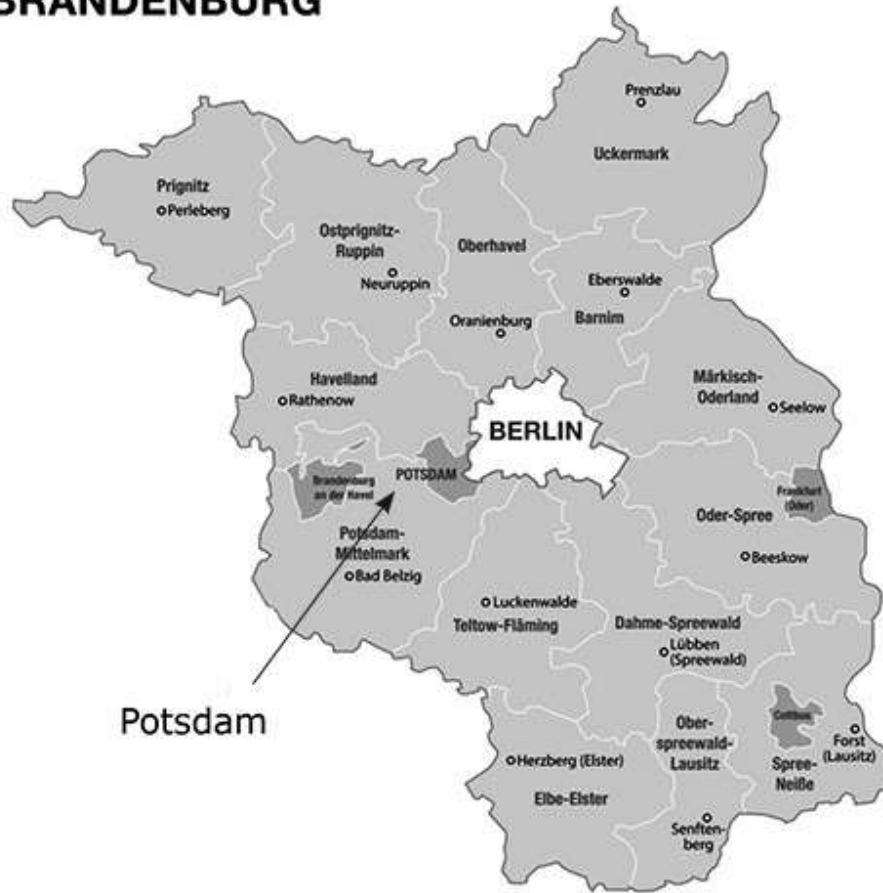 BRANDENBURG
Prenzlau
Uckermark
Prignitz
Perleberg
Ostprignitz-
Ruppin
Neuruppin
Oberhavel
Oranienburg
Eberswalde
Barnim
Havelland
Rathenow
Märkisch-
Oderland
Seelow
BERLIN
Brandenburg
an der Havel
POTSDAM
Frankfurt
(Oder)
Oder-Spree
Beeskow
Potsdam-
Mittelmark
Bad Belzig
Luckenwalde
Teltow-Fläming
Dahme-Spreewald
Lübben
(Spreewald)
Potsdam
Cottbus
Forst
(Lausitz)
Spree-
Neiße
Ober-
spreewald-
Lausitz
Senften-
berg
Herzberg (Elster)
Elbe-Elster